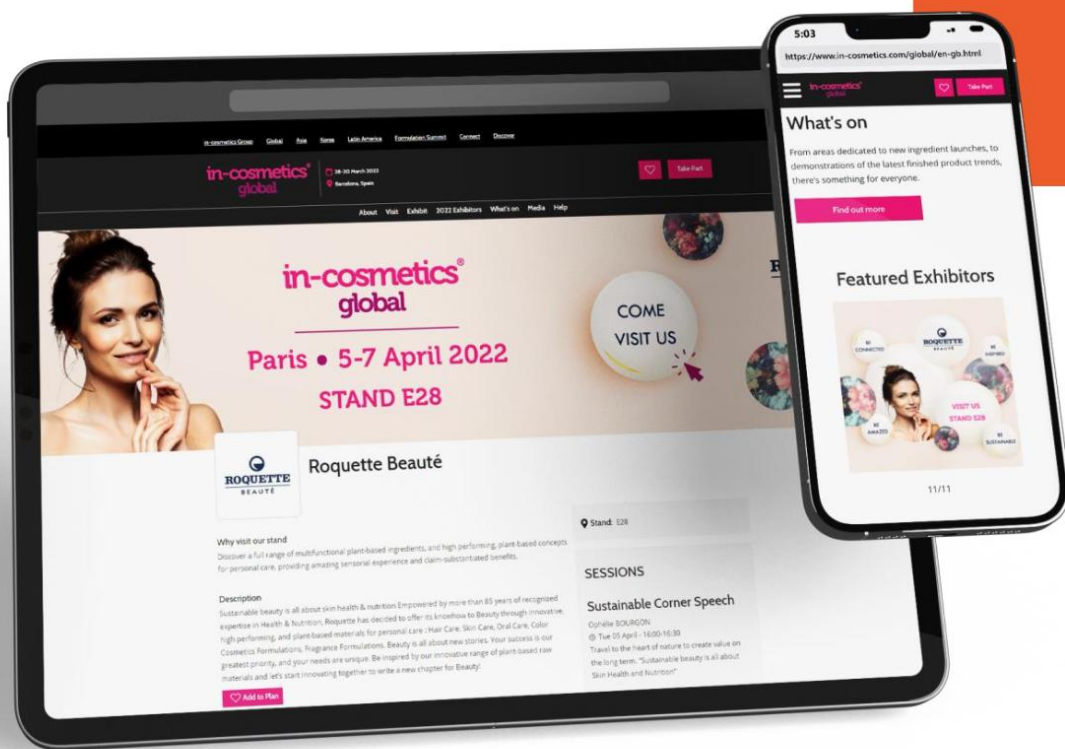 in-cosmetics Group Global Asia Korea Latin America Formulation Summit Connect Discover
in-cosmetics®
global
28-30 March 2023
Barcelona, Spain
Take Part
About Visit Exhibit 2022 Exhibitors What's on Media Help
in-cosmetics®
global
Paris • 5-7 April 2022
STAND E28
COME
VISIT US
ROQUETTE
BEAUTÉ
Roquette Beauté
Why visit our stand
Discover a full range of multifunctional plant-based ingredients, and high performing, plant-based concepts
for personal care, providing amazing sensorial experience and claim-substantiated benefits.
Description
Sustainable beauty is all about skin health & nutrition Empowered by more than 85 years of recognized
expertise in Health & Nutrition, Roquette has decided to offer its knowhow to Beauty through innovative,
high-performing, and plant-based materials for personal care : Hair Care, Skin Care, Oral Care, Color
Cosmetics Formulations, Fragrance Formulations. Beauty is all about new stories. Your success is our
greatest priority, and your needs are unique. Be inspired by our innovative range of plant-based raw
materials and let's start innovating together to write a new chapter for Beauty!
Add to Plan
Stand: E28
SESSIONS
Sustainable Corner Speech
Ophélie BOURGON
Tue 05 April - 16:00-16:30
Travel to the heart of nature to create value on
the long term. "Sustainable beauty is all about
Skin Health and Nutrition"
5:03
https://www.in-cosmetics.com/global/en-gb.html
in-cosmetics®
global
Take Part
What's on
From areas dedicated to new ingredient launches, to
demonstrations of the latest finished product trends,
there's something for everyone.
Find out more
Featured Exhibitors
ROQUETTE
BEAUTÉ
BE
CONNECTED
BE
INSPIRED
VISIT US
STAND E28
BE
AMAZED
BE
SUSTAINABLE
11/11